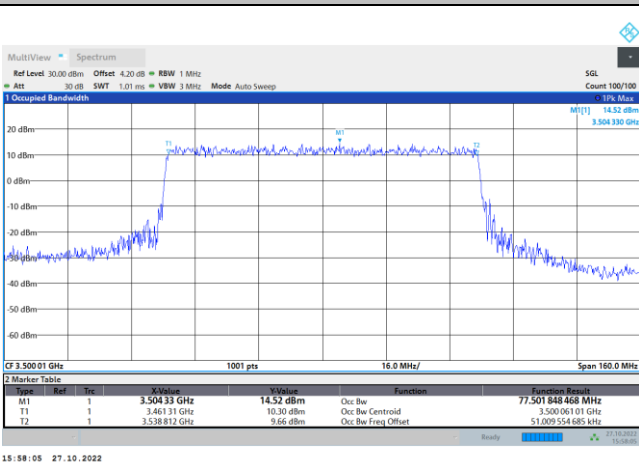 MultiView Spectrum
Ref Level 30.00 dBm Offset 4.20 dB RBW 1 MHz SGL
Att 30 dB SWT 1.01 ms VBW 3 MHz Mode Auto Sweep Count 100/100
1 Occupied Bandwidth 1Pk Max
M1[1] 14.52 dBm
3.504 330 GHz
20 dBm
M1
T1
T2
10 dBm
0 dBm
-10 dBm
-20 dBm
-30 dBm
-40 dBm
-50 dBm
-60 dBm
CF 3.500 01 GHz 1001 pts 16.0 MHz/ Span 160.0 MHz
2 Marker Table
Type Ref Trc X-Value Y-Value Function Function Result
M1 1 3.504 33 GHz 14.52 dBm Occ Bw 77.501 848 468 MHz
T1 1 3.461 31 GHz 10.30 dBm Occ Bw Centroid 3.500 061 01 GHz
T2 1 3.538 812 GHz 9.66 dBm Occ Bw Freq Offset 51.009 554 685 kHz
Ready 27.10.2022
15:58:05
15:58:05 27.10.2022